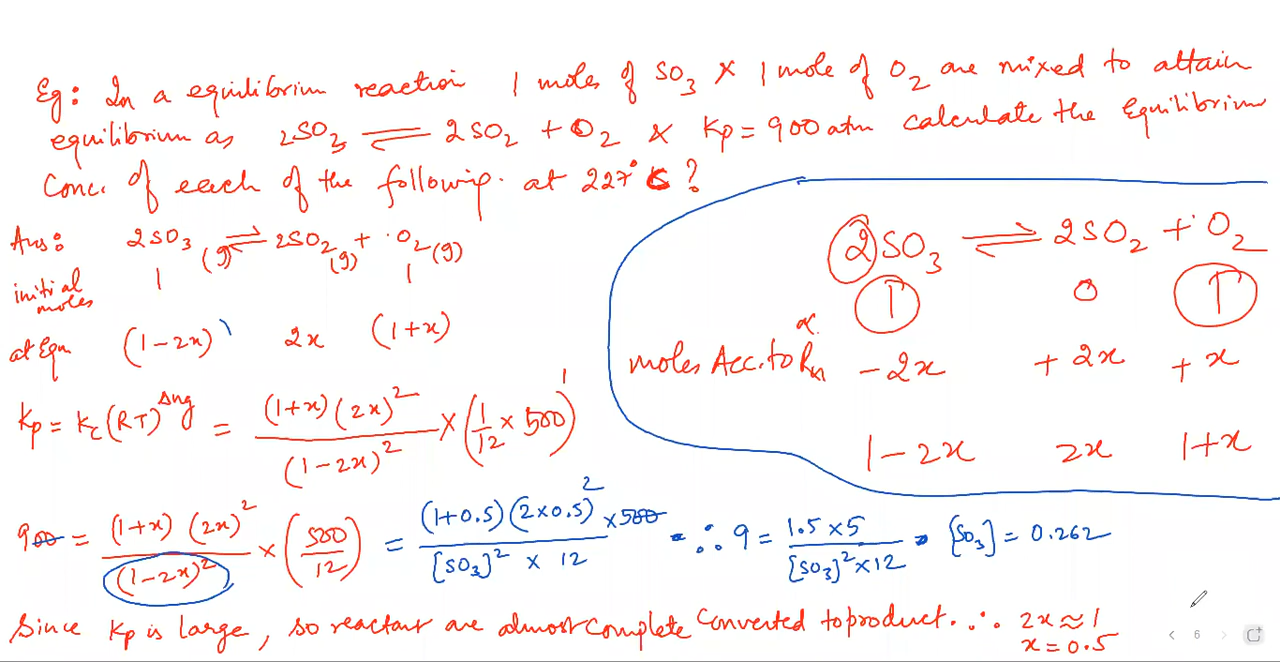 Eg: In a equilibrium reaction 1 moles of SO3 & 1 mole of O2 are mixed to attain
equilibrium as 2SO3 ⇌ 2SO2 + O2 & Kp = 900 atm calculate the Equilibrium
Conc. of each of the following. at 227°C ?
Ans: 2SO3(g) ⇌ 2SO2(g) + O2(g)
initial moles 1 1
at Eqm (1-2x) 2x (1+x)
Kp = Kc(RT)^Δng = (1+x)(2x)^2 / (1-2x)^2 × (1/12 × 500)^1
2SO3 ⇌ 2SO2 + O2
1 0 1
moles Acc. to Rxn -2x +2x +x
1-2x 2x 1+x
900 = (1+x)(2x)^2 / (1-2x)^2 × (500/12) = (1+0.5)(2×0.5)^2 × 500 / [SO3]^2 × 12 ∴ 9 = 1.5×5 / [SO3]^2×12 [SO3] = 0.262
Since Kp is large, so reactant are almost complete converted to product. ∴ 2x ≈ 1
x = 0.5
6